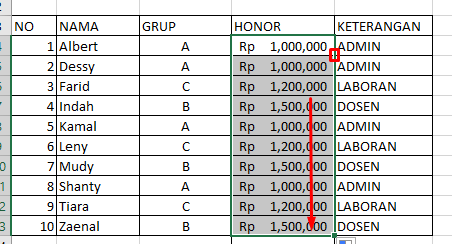 NO NAMA GRUP HONOR KETERANGAN
1 Albert A Rp 1,000,000 ADMIN
2 Dessy A Rp 1,000,000 ADMIN
3 Farid C Rp 1,200,000 LABORAN
4 Indah B Rp 1,500,000 DOSEN
5 Kamal A Rp 1,000,000 ADMIN
6 Leny C Rp 1,200,000 LABORAN
7 Mudy B Rp 1,500,000 DOSEN
8 Shanty A Rp 1,000,000 ADMIN
9 Tiara C Rp 1,200,000 LABORAN
10 Zaenal B Rp 1,500,000 DOSEN